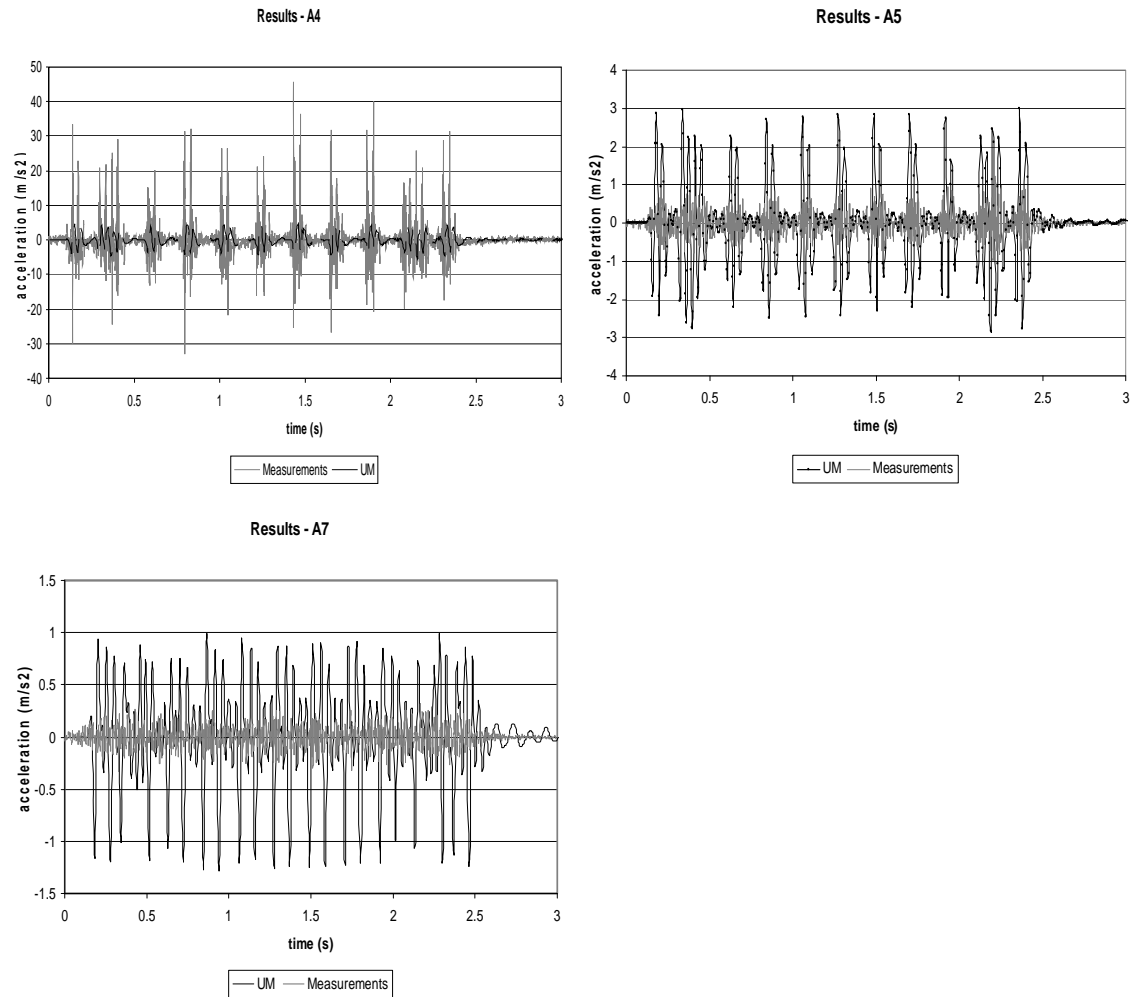 Results - A4
acceleration (m/s2)
50
40
30
20
10
0
-10
-20
-30
-40
0 0.5 1 1.5 2 2.5 3
time (s)
Measurements UM
Results - A5
acceleration (m/s2)
4
3
2
1
0
-1
-2
-3
-4
0 0.5 1 1.5 2 2.5 3
time (s)
UM Measurements
Results - A7
acceleration (m/s2)
1.5
1
0.5
0
-0.5
-1
-1.5
0 0.5 1 1.5 2 2.5 3
time (s)
UM Measurements